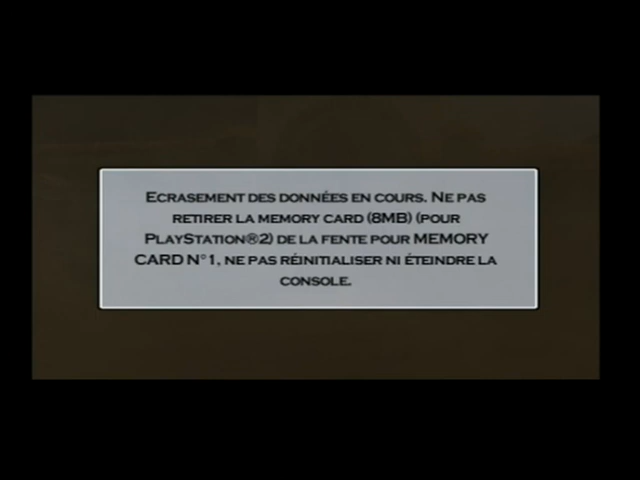 Ecrasement des données en cours. Ne pas
retirer la memory card (8MB) (pour
PlayStation®2) de la fente pour MEMORY
CARD N°1, ne pas réinitialiser ni éteindre la
console.